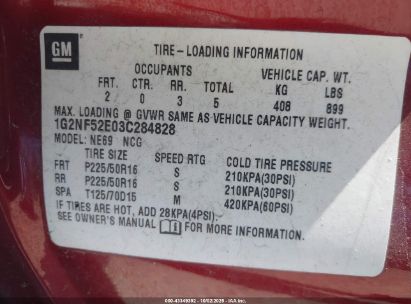 GM
TIRE-LOADING INFORMATION
OCCUPANTS VEHICLE CAP. WT.
FRT. CTR. RR. TOTAL KG LBS
2 0 3 5 408 899
MAX. LOADING @ GVWR SAME AS VEHICLE CAPACITY WEIGHT.
1G2NF52E03C284828
MODEL: NE69 NCG
TIRE SIZE SPEED RTG COLD TIRE PRESSURE
FRT P225/50R16 S 210KPA(30PSI)
RR P225/50R16 S 210KPA(30PSI)
SPA T125/70D15 M 420KPA(60PSI)
IF TIRES ARE HOT, ADD 28KPA(4PSI).
SEE OWNER'S MANUAL FOR MORE INFORMATION.